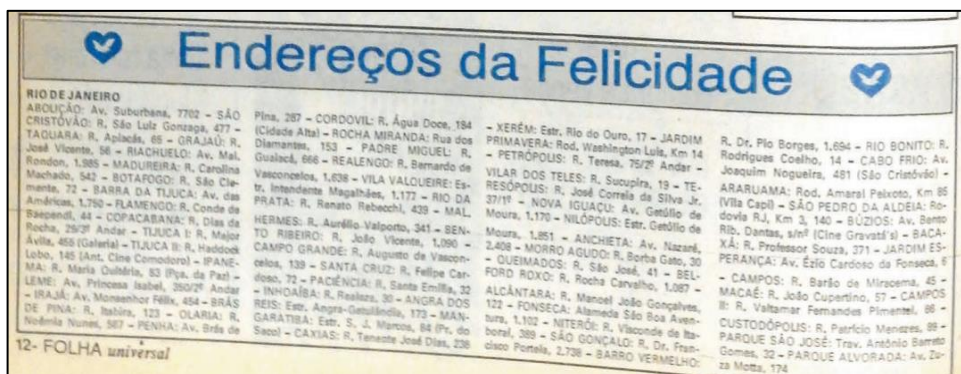 Endereços da Felicidade
RIO DE JANEIRO
ABOLIÇÃO: Av. Suburbana, 7702 – SÃO
CRISTÓVÃO: R. São Luiz Gonzaga, 477 –
TAQUARA: R. Apiacás, 65 – GRAJAÚ: R.
José Vicente, 56 – RIACHUELO: Av. Mal.
Rondon, 1.985 – MADUREIRA: R. Carolina
Machado, 542 – BOTAFOGO: R. São Cle-
mente, 72 – BARRA DA TIJUCA: Av. das
Américas, 1.750 – FLAMENGO: R. Conde de
Baependi, 44 – COPACABANA: R. Dias da
Rocha, 26/3º Andar – TIJUCA I: R. Major
Ávila, 455 (Galeria) – TIJUCA II: R. Haddock
Lobo, 145 (Ant. Cine Comodoro) – IPANE-
MA: R. Maria Quitéria, 83 (Pça. da Paz) –
LEME: Av. Princesa Isabel, 350/2º Andar
– IRAJÁ: Av. Monsenhor Félix, 454 – BRÁS
DE PINA: R. Itabira, 123 – OLARIA: R.
Noêmia Nunes, 587 – PENHA: Av. Brás de
Pina, 287 – CORDOVIL: R. Água Doce, 184
(Cidade Alta) – ROCHA MIRANDA: Rua dos
Diamantes, 153 – PADRE MIGUEL: R.
Gualacá, 666 – REALENGO: R. Bernardo de
Vasconcelos, 1.638 – VILA VALQUEIRE: Es-
tr. Intendente Magalhães, 1.177 – RIO DA
PRATA: R. Renato Rebecchi, 439 – MAL.
HERMES: R. Aurélio Valporto, 341 – BEN-
TO RIBEIRO: R. João Vicente, 1.090 –
CAMPO GRANDE: R. Augusto de Vascon-
celos, 139 – SANTA CRUZ: R. Felipe Car-
doso, 72 – PACIÊNCIA: R. Santa Emília, 32
– INHOAÍBA: R. Realeza, 30 – ANGRA DOS
REIS: Estr. Angra-Getulândia, 173 – MAN-
GARATIBA: Estr. S. J. Marcos, 84 (Pr. do
Saco) – CAXIAS: R. Tenente José Dias, 236
– XERÉM: Estr. Rio do Ouro, 17 – JARDIM
PRIMAVERA: Rod. Washington Luis, Km 14
– PETRÓPOLIS: R. Teresa, 75/2º Andar –
VILAR DOS TELES: R. Sucupira, 19 – TE-
RESÓPOLIS: R. José Correia da Silva Jr.
37/1º – NOVA IGUAÇU: Av. Getúlio de
Moura, 1.170 – NILÓPOLIS: Estr. Getúlio de
Moura, 1.851 – ANCHIETA: Av. Nazaré,
2.408 – MORRO AGUDO: R. Borba Gato, 30
– QUEIMADOS: R. São José, 41 – BEL-
FORD ROXO: R. Rocha Carvalho, 1.087 –
ALCÂNTARA: R. Manoel João Gonçalves,
122 – FONSECA: Alameda São Boa Aven-
tura, 1.102 – NITERÓI: R. Visconde de Ita-
boraí, 389 – SÃO GONÇALO: R. Dr. Fran-
cisco Portela, 2.738 – BARRO VERMELHO:
R. Dr. Pio Borges, 1.694 – RIO BONITO: R.
Rodrigues Coelho, 14 – CABO FRIO: Av.
Joaquim Nogueira, 481 (São Cristóvão) –
ARARUAMA: Rod. Amaral Peixoto, Km 85
(Vila Capil) – SÃO PEDRO DA ALDEIA: Ro-
dovia RJ, Km 3, 140 – BÚZIOS: Av. Bento
Rib. Dantas, s/nº (Cine Gravatá's) – BACA-
XÁ: R. Professor Souza, 371 – JARDIM ES-
PERANÇA: Av. Ézio Cardoso da Fonseca, 6
– CAMPOS: R. Barão de Miracema, 45 –
MACAÉ: R. João Cupertino, 57 – CAMPOS
II: R. Valtamar Fernandes Pimentel, 86 –
CUSTODÓPOLIS: R. Patrício Menezes, 89 –
PARQUE SÃO JOSÉ: Trav. Antônio Barreto
Gomes, 32 – PARQUE ALVORADA: Av. Zu-
za Motta, 174
12- FOLHA universal